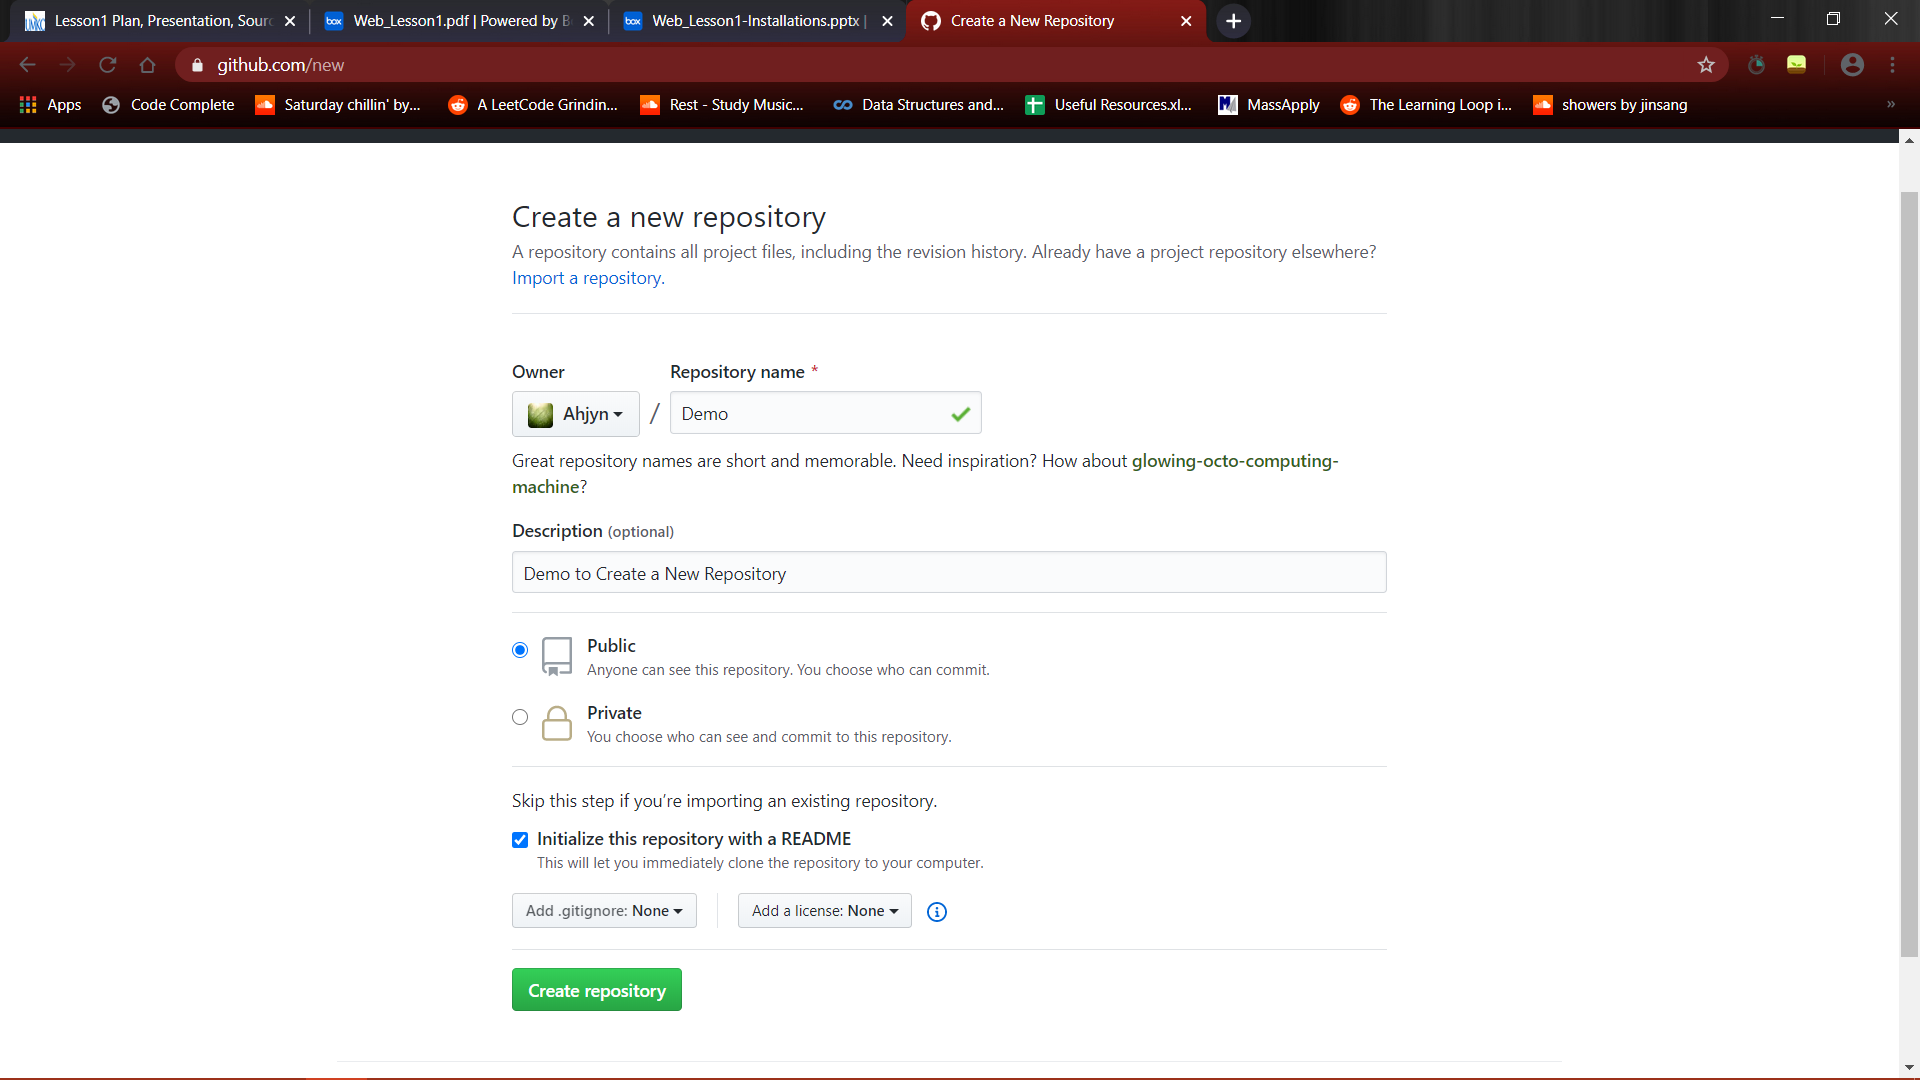 Lesson1 Plan, Presentation, Sourc
Web_Lesson1.pdf | Powered by B
Web_Lesson1-Installations.pptx |
Create a New Repository
github.com/new
Apps
Code Complete
Saturday chillin' by...
A LeetCode Grindin...
Rest - Study Music...
Data Structures and...
Useful Resources.xl...
MassApply
The Learning Loop i...
showers by jinsang
»
Create a new repository
A repository contains all project files, including the revision history. Already have a project repository elsewhere?
Import a repository.
Owner
Repository name *
Ahjyn / Demo
Great repository names are short and memorable. Need inspiration? How about glowing-octo-computing-
machine?
Description (optional)
Demo to Create a New Repository
Public
Anyone can see this repository. You choose who can commit.
Private
You choose who can see and commit to this repository.
Skip this step if you’re importing an existing repository.
Initialize this repository with a README
This will let you immediately clone the repository to your computer.
Add .gitignore: None
Add a license: None
Create repository